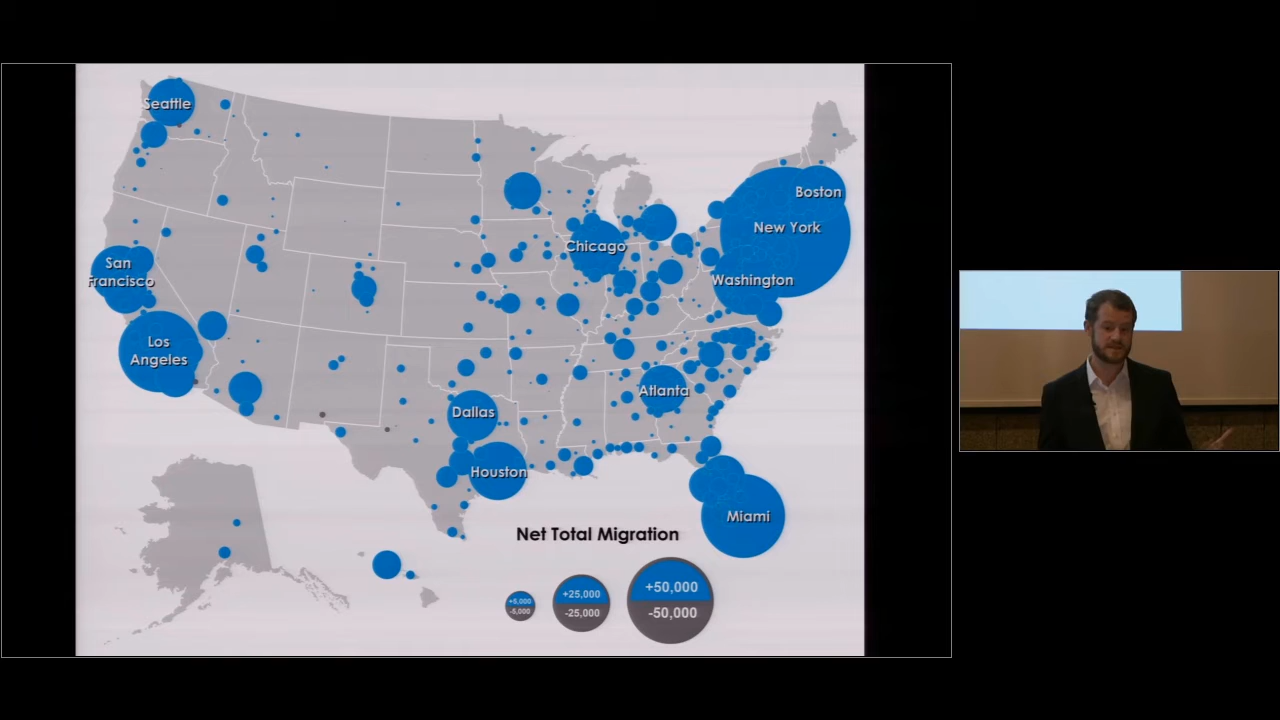 Seattle
Boston
New York
Chicago
San
Francisco
Washington
Los
Angeles
Atlanta
Dallas
Houston
Miami
Net Total Migration
+5,000
-5,000
+25,000
-25,000
+50,000
-50,000